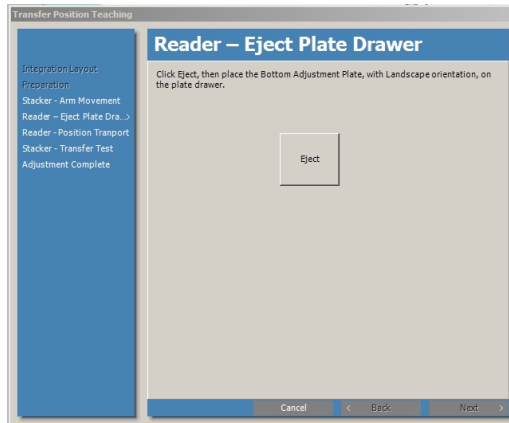 Transfer Position Teaching
Reader – Eject Plate Drawer
Integration Layout
Preparation
Stacker - Arm Movement
Reader – Eject Plate Dra...>
Reader - Position Tranport
Stacker - Transfer Test
Adjustment Complete
Click Eject, then place the Bottom Adjustment Plate, with Landscape orientation, on
the plate drawer.
Eject
Cancel < Back Next >